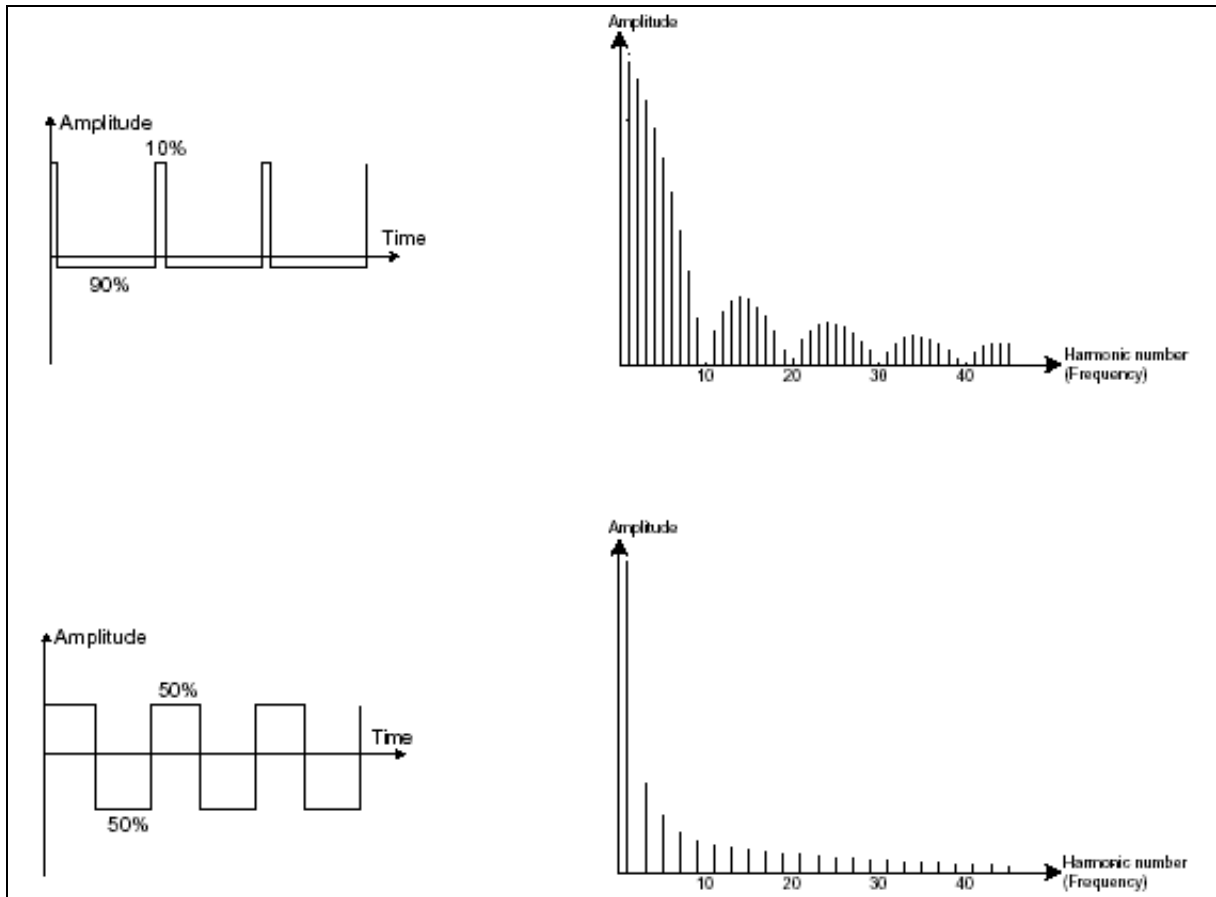 Amplitude
Amplitude
10%
Time
90%
10
20
30
40
Harmonic number
(Frequency)
Amplitude
Amplitude
50%
Time
50%
10
20
30
40
Harmonic number
(Frequency)